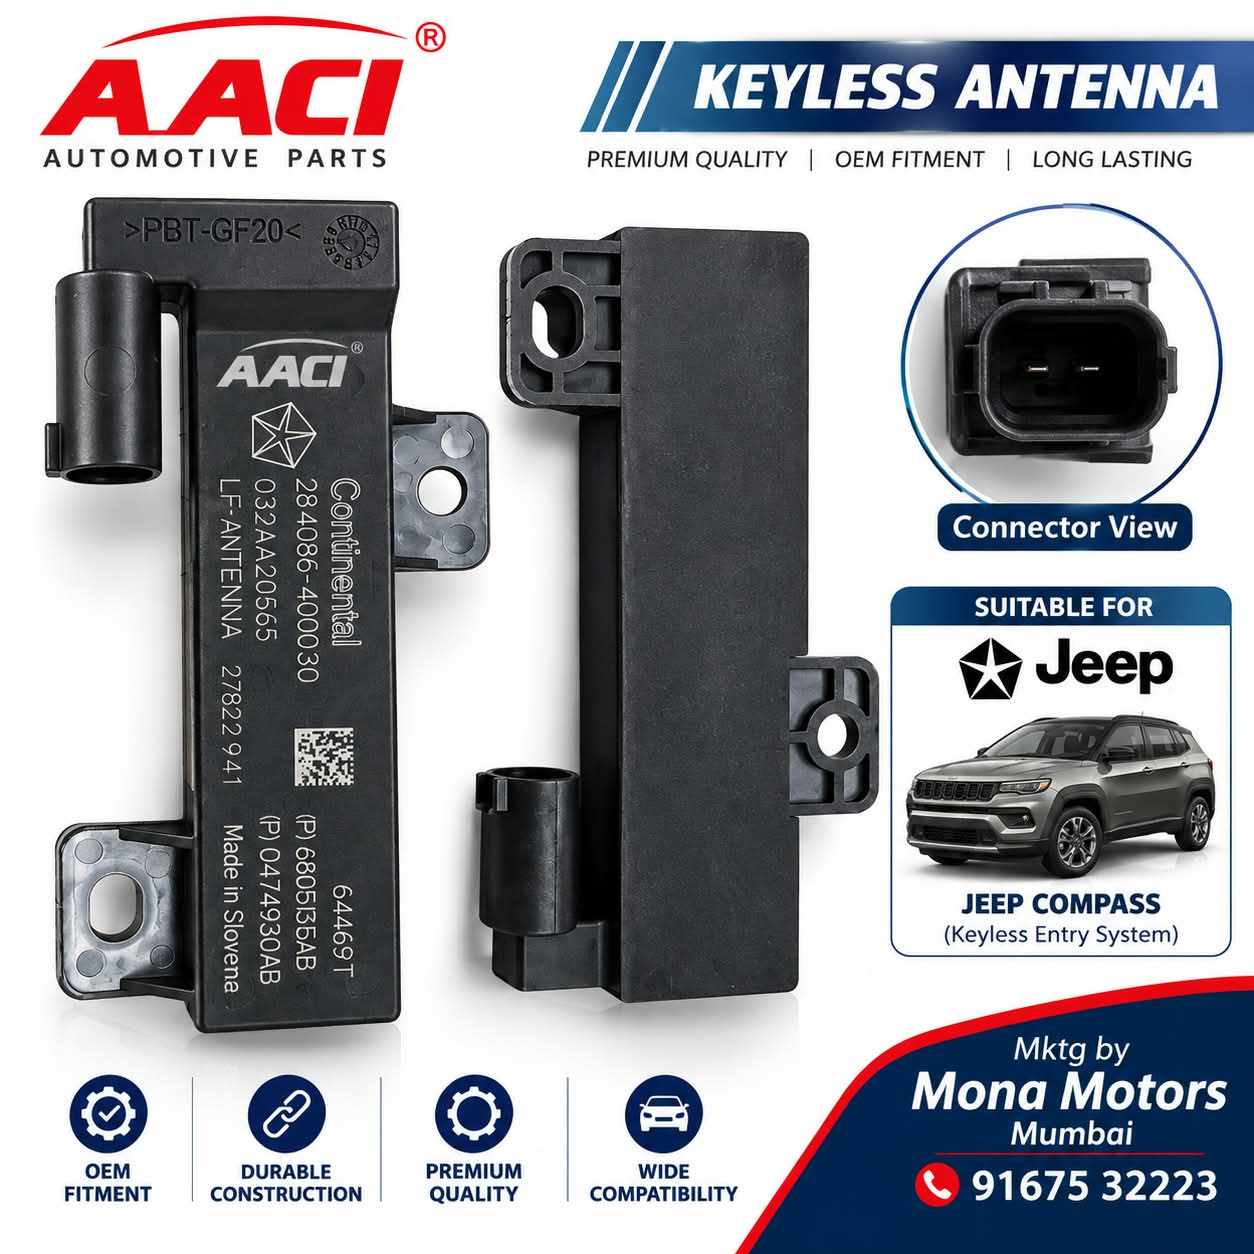 AACI®
AUTOMOTIVE PARTS
KEYLESS ANTENNA
PREMIUM QUALITY | OEM FITMENT | LONG LASTING
>PBT-GF20<
AACI®
Continental
284086-400030
032AA20565
LF-ANTENNA 27822941
64469T
(P)68051315AB
(P)0474930AB
Made in Slovena
Connector View
SUITABLE FOR
Jeep
JEEP COMPASS
(Keyless Entry System)
OEM
FITMENT
DURABLE
CONSTRUCTION
PREMIUM
QUALITY
WIDE
COMPATIBILITY
Mktg by
Mona Motors
Mumbai
91675 32223